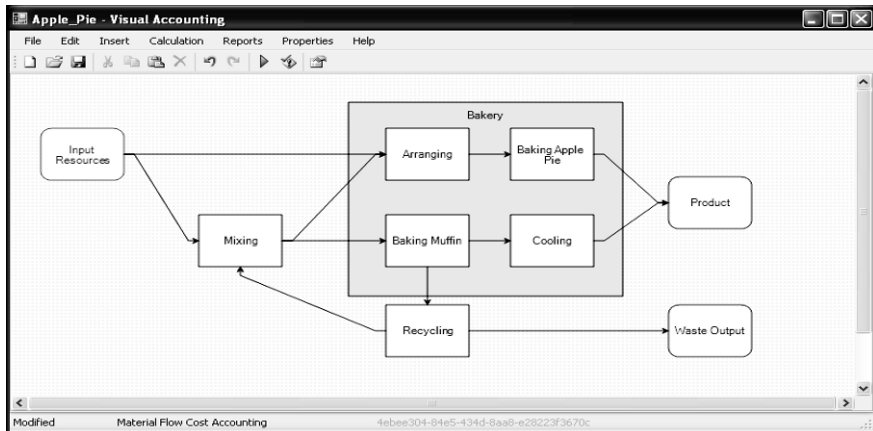 Apple_Pie - Visual Accounting
File Edit Insert Calculation Reports Properties Help
Bakery
Input
Resources
Arranging
Baking Apple
Pie
Product
Mixing
Baking Muffin
Cooling
Recycling
Waste Output
Modified Material Flow Cost Accounting 4ebee304-84e5-434d-8aa8-e28223f3670c